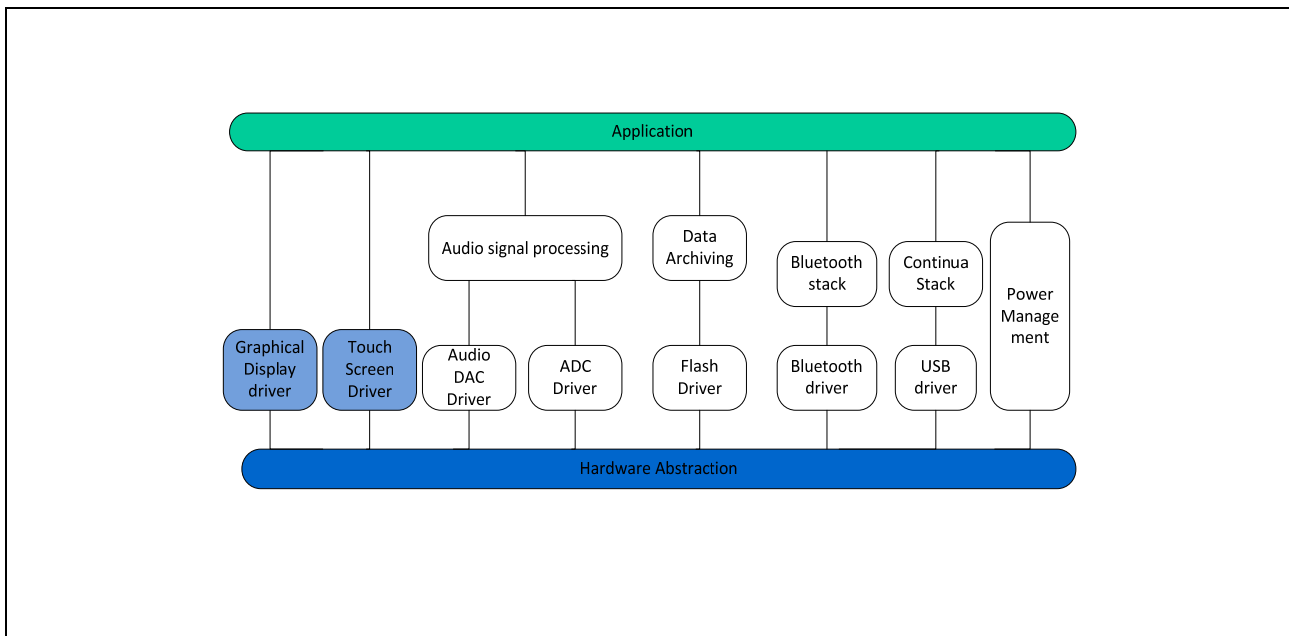 Application
Audio signal processing
Data
Archiving
Bluetooth
stack
Continua
Stack
Power
Manage
ment
Graphical
Display
driver
Touch
Screen
Driver
Audio
DAC
Driver
ADC
Driver
Flash
Driver
Bluetooth
driver
USB
driver
Hardware Abstraction